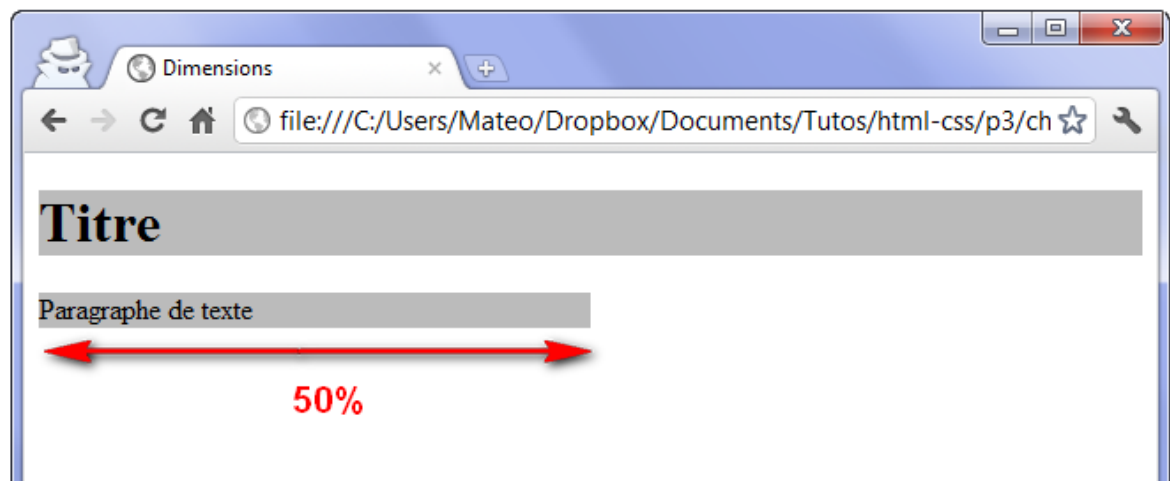 Dimensions
file:///C:/Users/Mateo/Dropbox/Documents/Tutos/html-css/p3/ch
Titre
Paragraphe de texte
50%